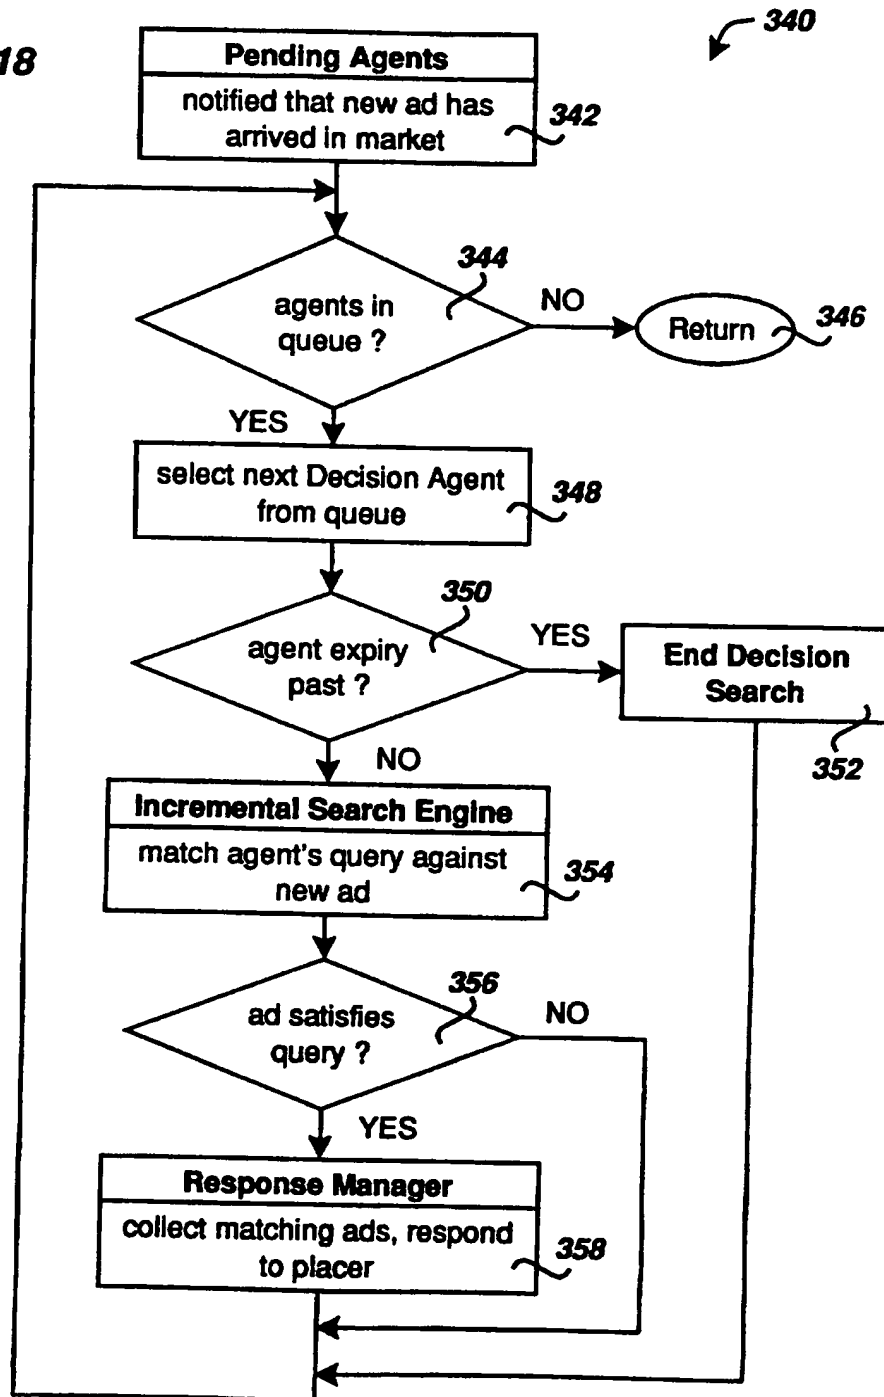 340
18
Pending Agents
notified that new ad has
arrived in market
342
344
agents in
queue ?
NO
Return
346
YES
select next Decision Agent
from queue
348
350
agent expiry
past ?
YES
End Decision
Search
352
NO
Incremental Search Engine
match agent's query against
new ad
354
356
ad satisfies
query ?
NO
YES
Response Manager
collect matching ads, respond
to placer
358